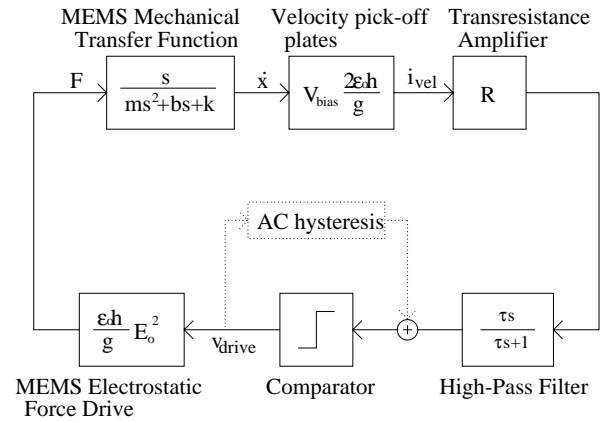 MEMS Mechanical
Transfer Function
Velocity pick-off
plates
Transresistance
Amplifier
F
s
ms²+bs+k
ẋ
V_bias 2ε₀h
g
i̇_vel
R
AC hysteresis
ε₀h
g
E₀²
v_drive
τs
τs+1
MEMS Electrostatic
Force Drive
Comparator
High-Pass Filter